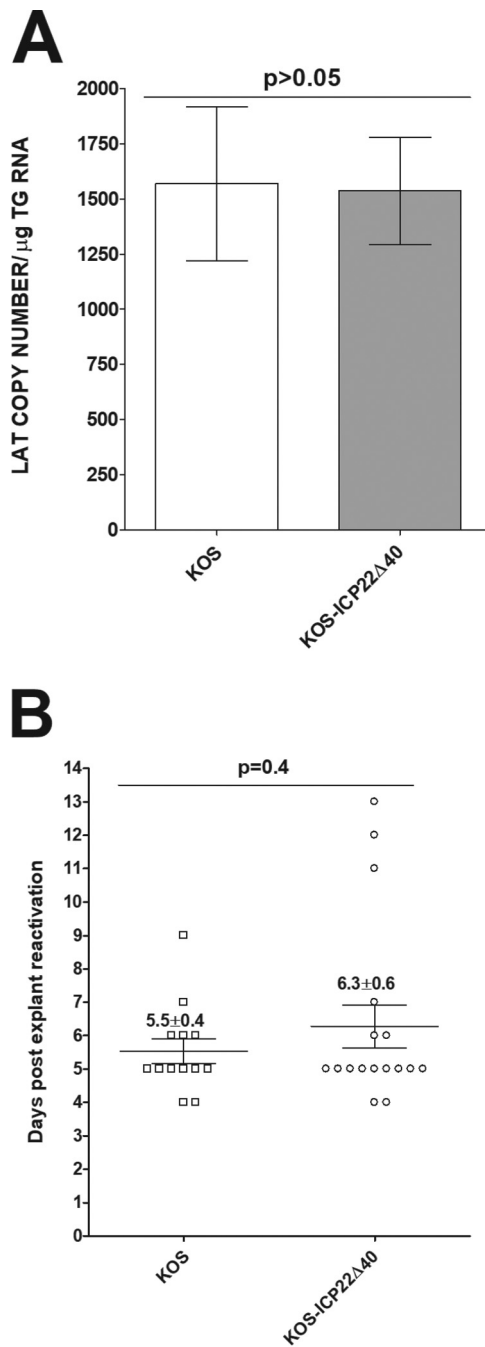 A
p>0.05
LAT COPY NUMBER/µg TG RNA
2000
1750
1500
1250
1000
750
500
250
0
KOS
KOS-ICP22Δ40
B
p=0.4
Days post explant reactivation
14
13
12
11
10
9
8
7
6
5
4
3
2
1
0
5.5±0.4
6.3±0.6
KOS
KOS-ICP22Δ40